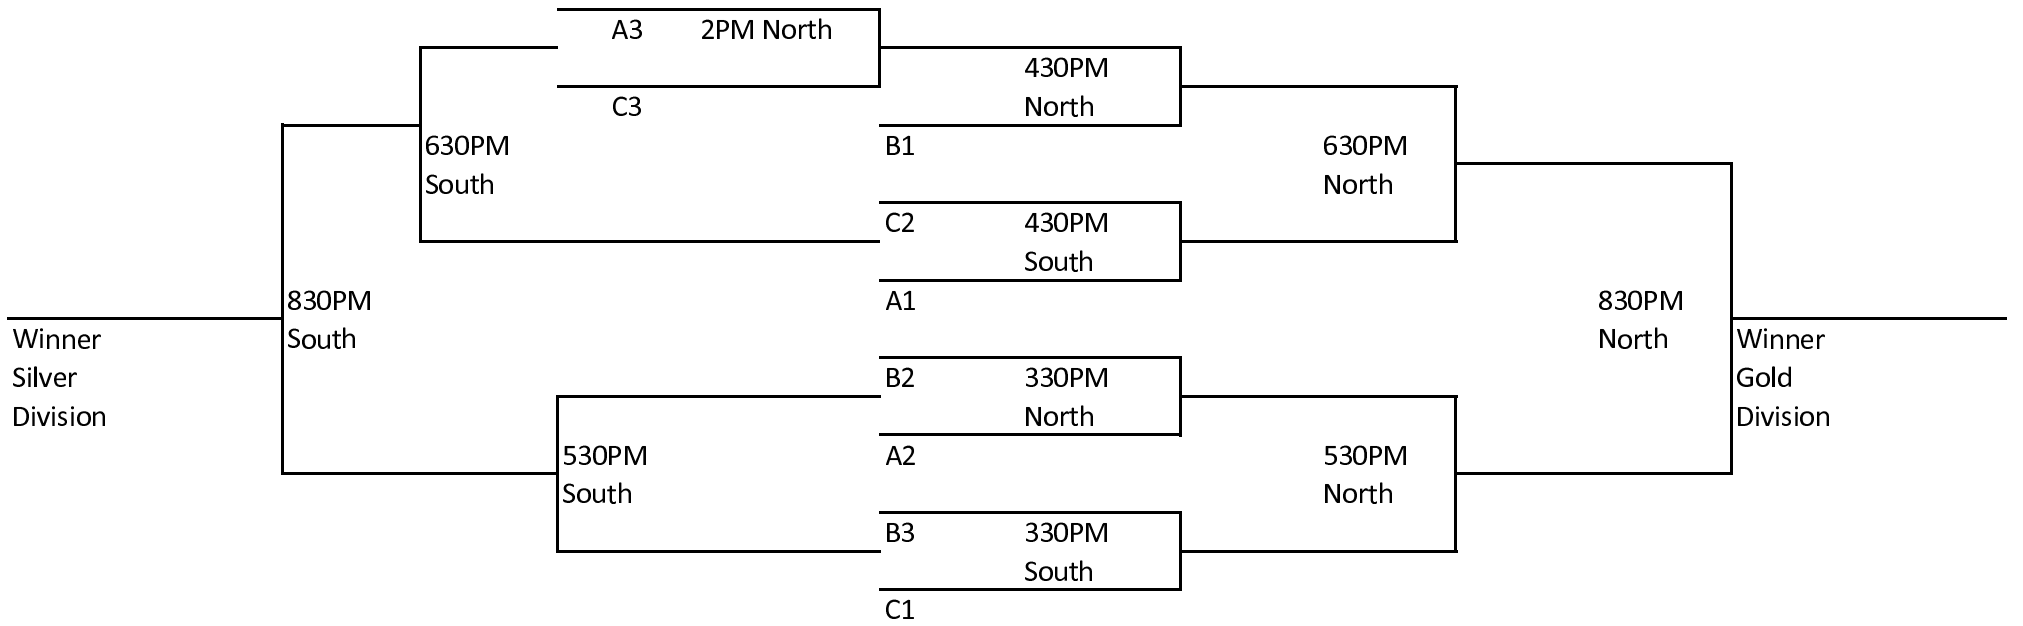 A3 2PM North
430PM
C3 North
630PM B1 630PM
South North
C2 430PM
South
830PM A1 830PM
Winner South North Winner
Silver B2 330PM Gold
Division North Division
530PM A2 530PM
South North
B3 330PM
South
C1